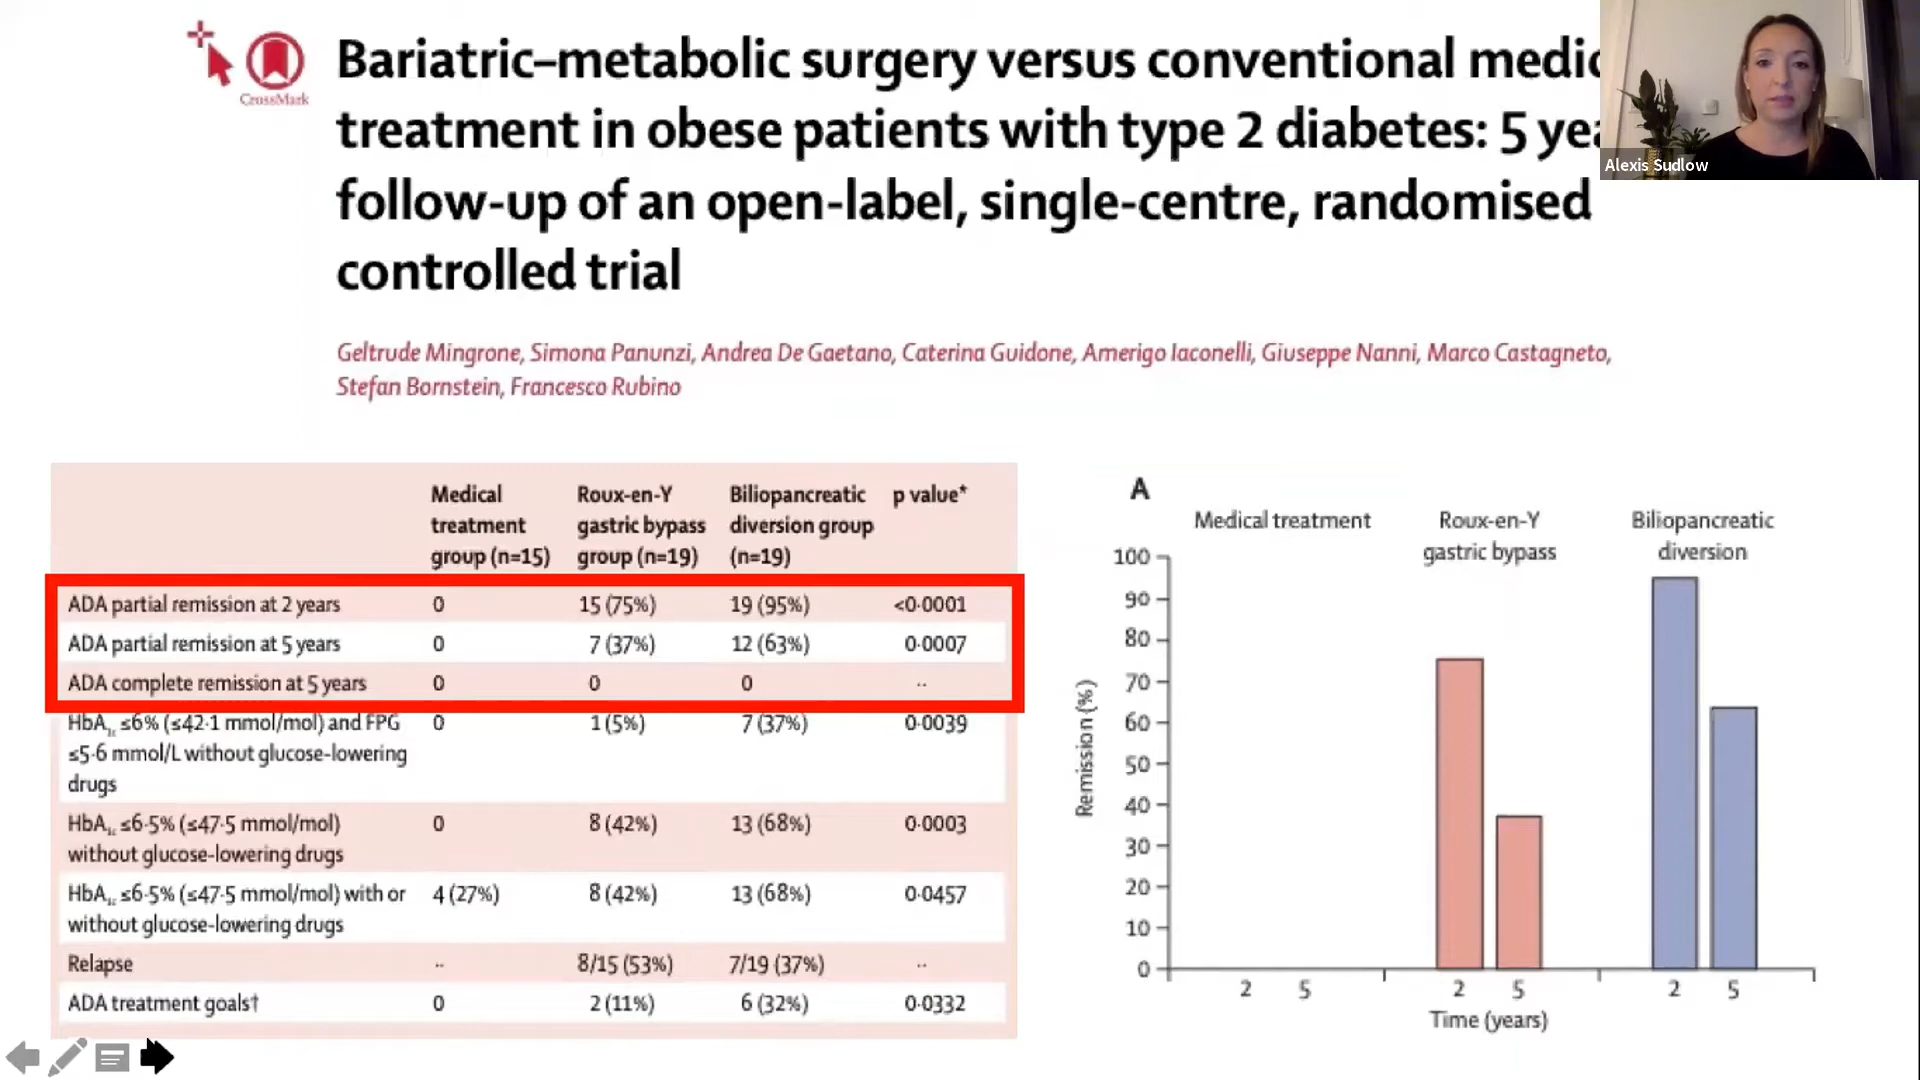 CrossMark
Bariatric–metabolic surgery versus conventional medic
treatment in obese patients with type 2 diabetes: 5 yea
follow-up of an open-label, single-centre, randomised
controlled trial
Alexis Sudlow
Geltrude Mingrone, Simona Panunzi, Andrea De Gaetano, Caterina Guidone, Amerigo Iaconelli, Giuseppe Nanni, Marco Castagneto,
Stefan Bornstein, Francesco Rubino
Medical treatment group (n=15) Roux-en-Y gastric bypass group (n=19) Biliopancreatic diversion group (n=19) p value*
ADA partial remission at 2 years 0 15 (75%) 19 (95%) <0·0001
ADA partial remission at 5 years 0 7 (37%) 12 (63%) 0·0007
ADA complete remission at 5 years 0 0 0 ··
HbA1c ≤6% (≤42·1 mmol/mol) and FPG 0 1 (5%) 7 (37%) 0·0039
≤5·6 mmol/L without glucose-lowering
drugs
HbA1c ≤6·5% (≤47·5 mmol/mol) 0 8 (42%) 13 (68%) 0·0003
without glucose-lowering drugs
HbA1c ≤6·5% (≤47·5 mmol/mol) with or 4 (27%) 8 (42%) 13 (68%) 0·0457
without glucose-lowering drugs
Relapse ·· 8/15 (53%) 7/19 (37%) ··
ADA treatment goals† 0 2 (11%) 6 (32%) 0·0332
A
Medical treatment
Roux-en-Y
gastric bypass
Biliopancreatic
diversion
Remission (%)
100
90
80
70
60
50
40
30
20
10
0
2 5 2 5 2 5
Time (years)